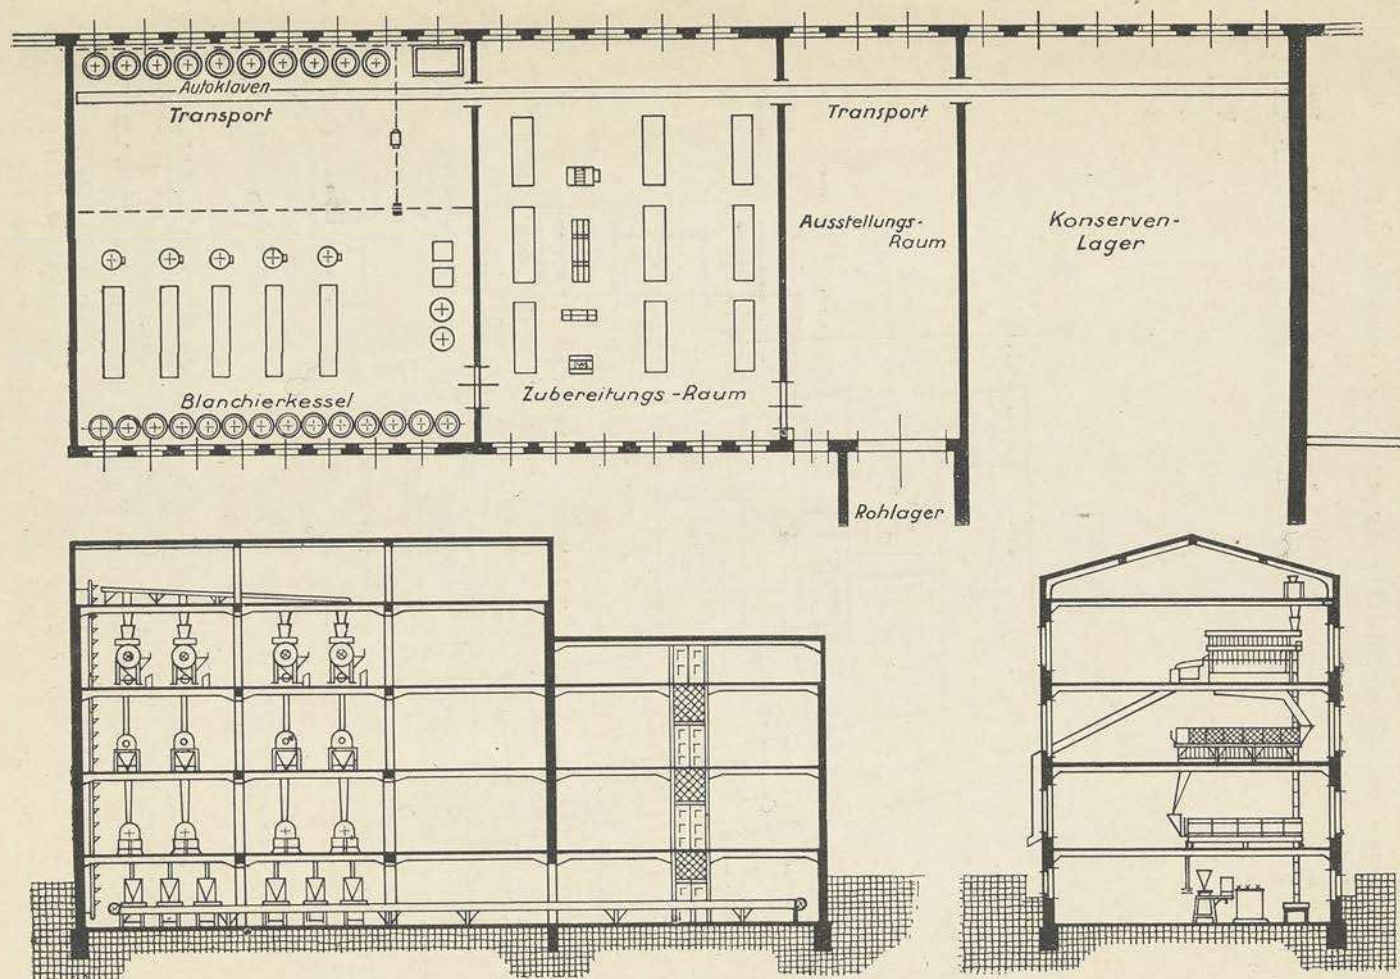 Autoklaven
Transport
Transport
Ausstellungs-
Raum
Konserven-
Lager
Blanchierkessel
Zubereitungs-Raum
Rohlager